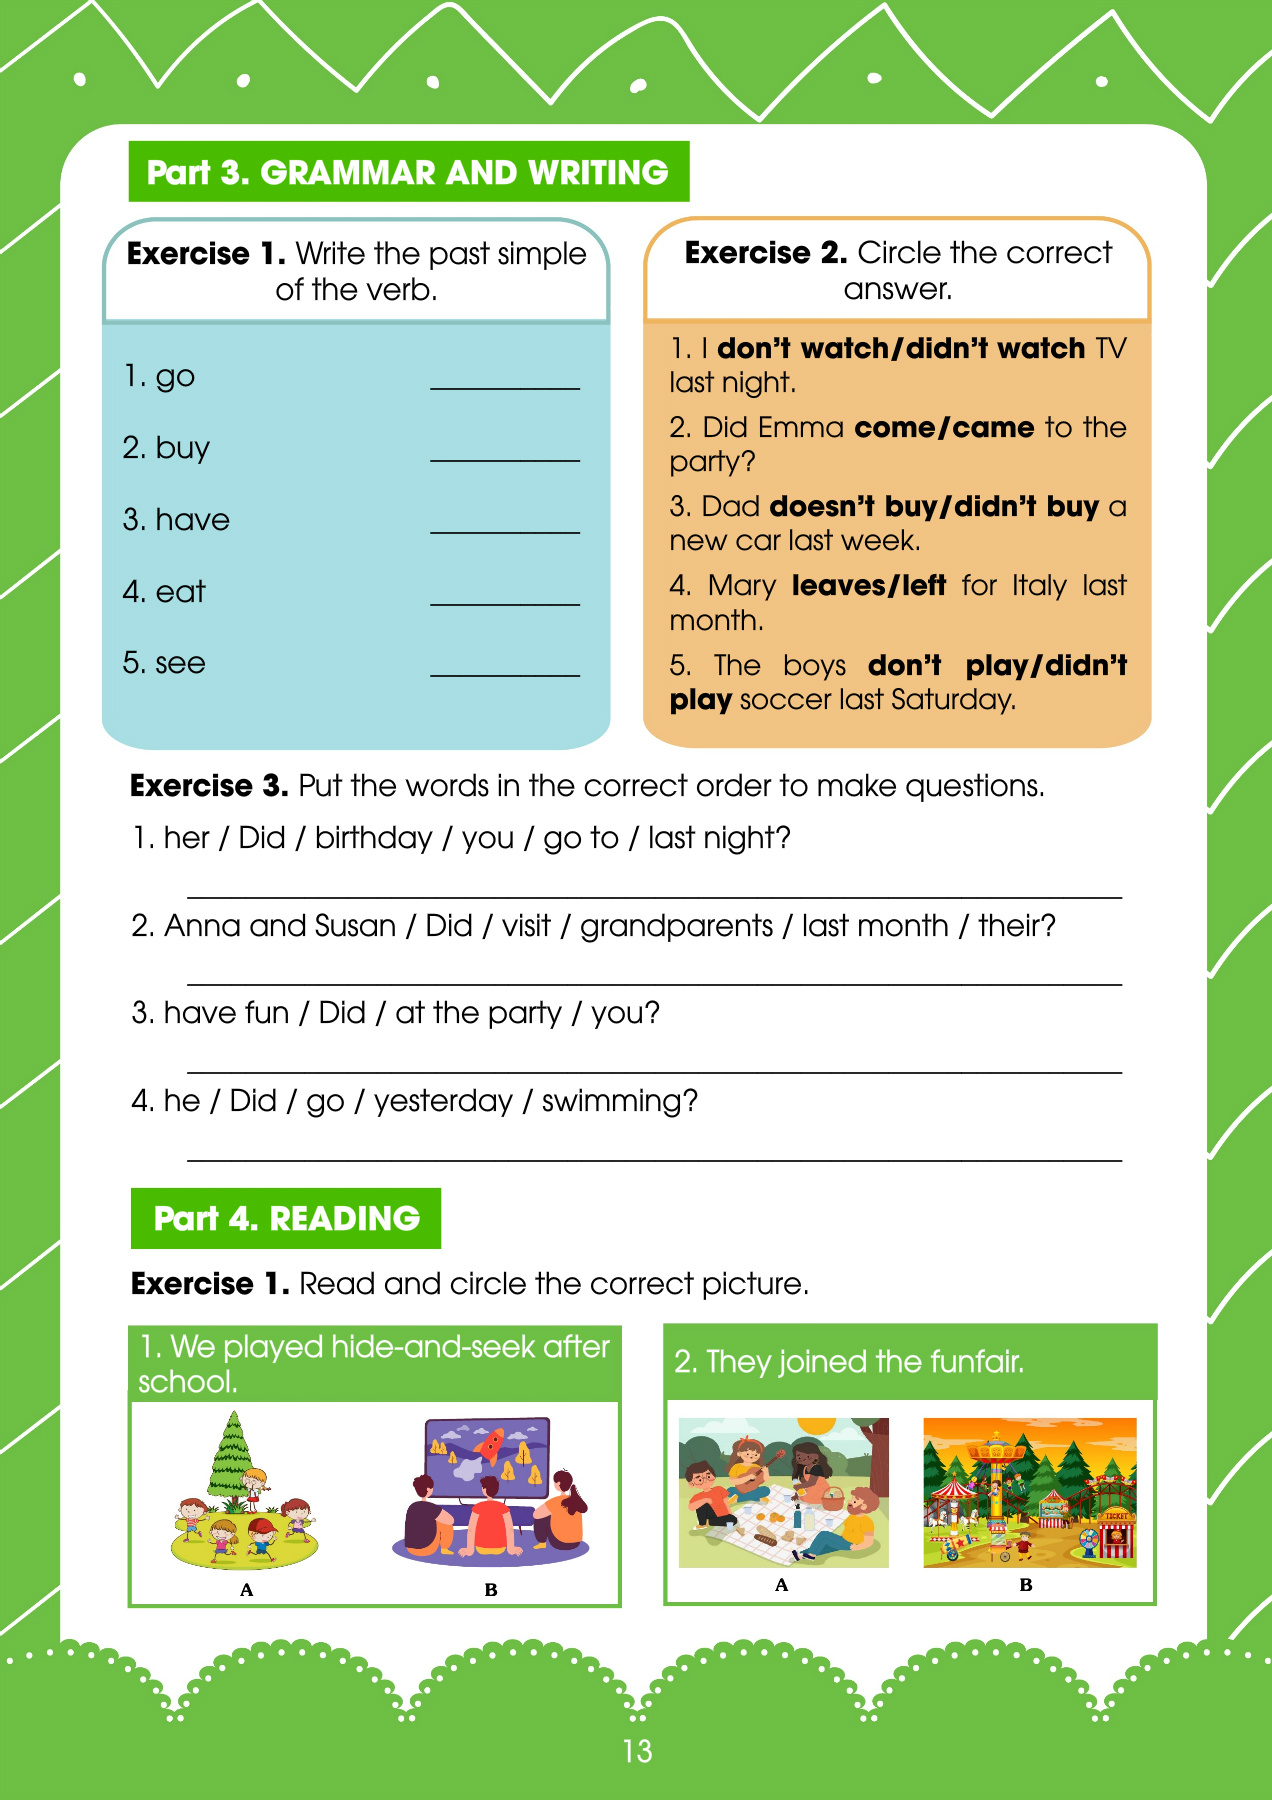 Part 3. GRAMMAR AND WRITING
Exercise 1. Write the past simple
of the verb.
1. go __________
2. buy __________
3. have __________
4. eat __________
5. see __________
Exercise 2. Circle the correct
answer.
1. I don't watch/didn't watch TV
last night.
2. Did Emma come/came to the
party?
3. Dad doesn't buy/didn't buy a
new car last week.
4. Mary leaves/left for Italy last
month.
5. The boys don't play/didn't
play soccer last Saturday.
Exercise 3. Put the words in the correct order to make questions.
1. her / Did / birthday / you / go to / last night?
2. Anna and Susan / Did / visit / grandparents / last month / their?
3. have fun / Did / at the party / you?
4. he / Did / go / yesterday / swimming?
Part 4. READING
Exercise 1. Read and circle the correct picture.
1. We played hide-and-seek after
school.
A B
2. They joined the funfair.
TICKET
A B
13